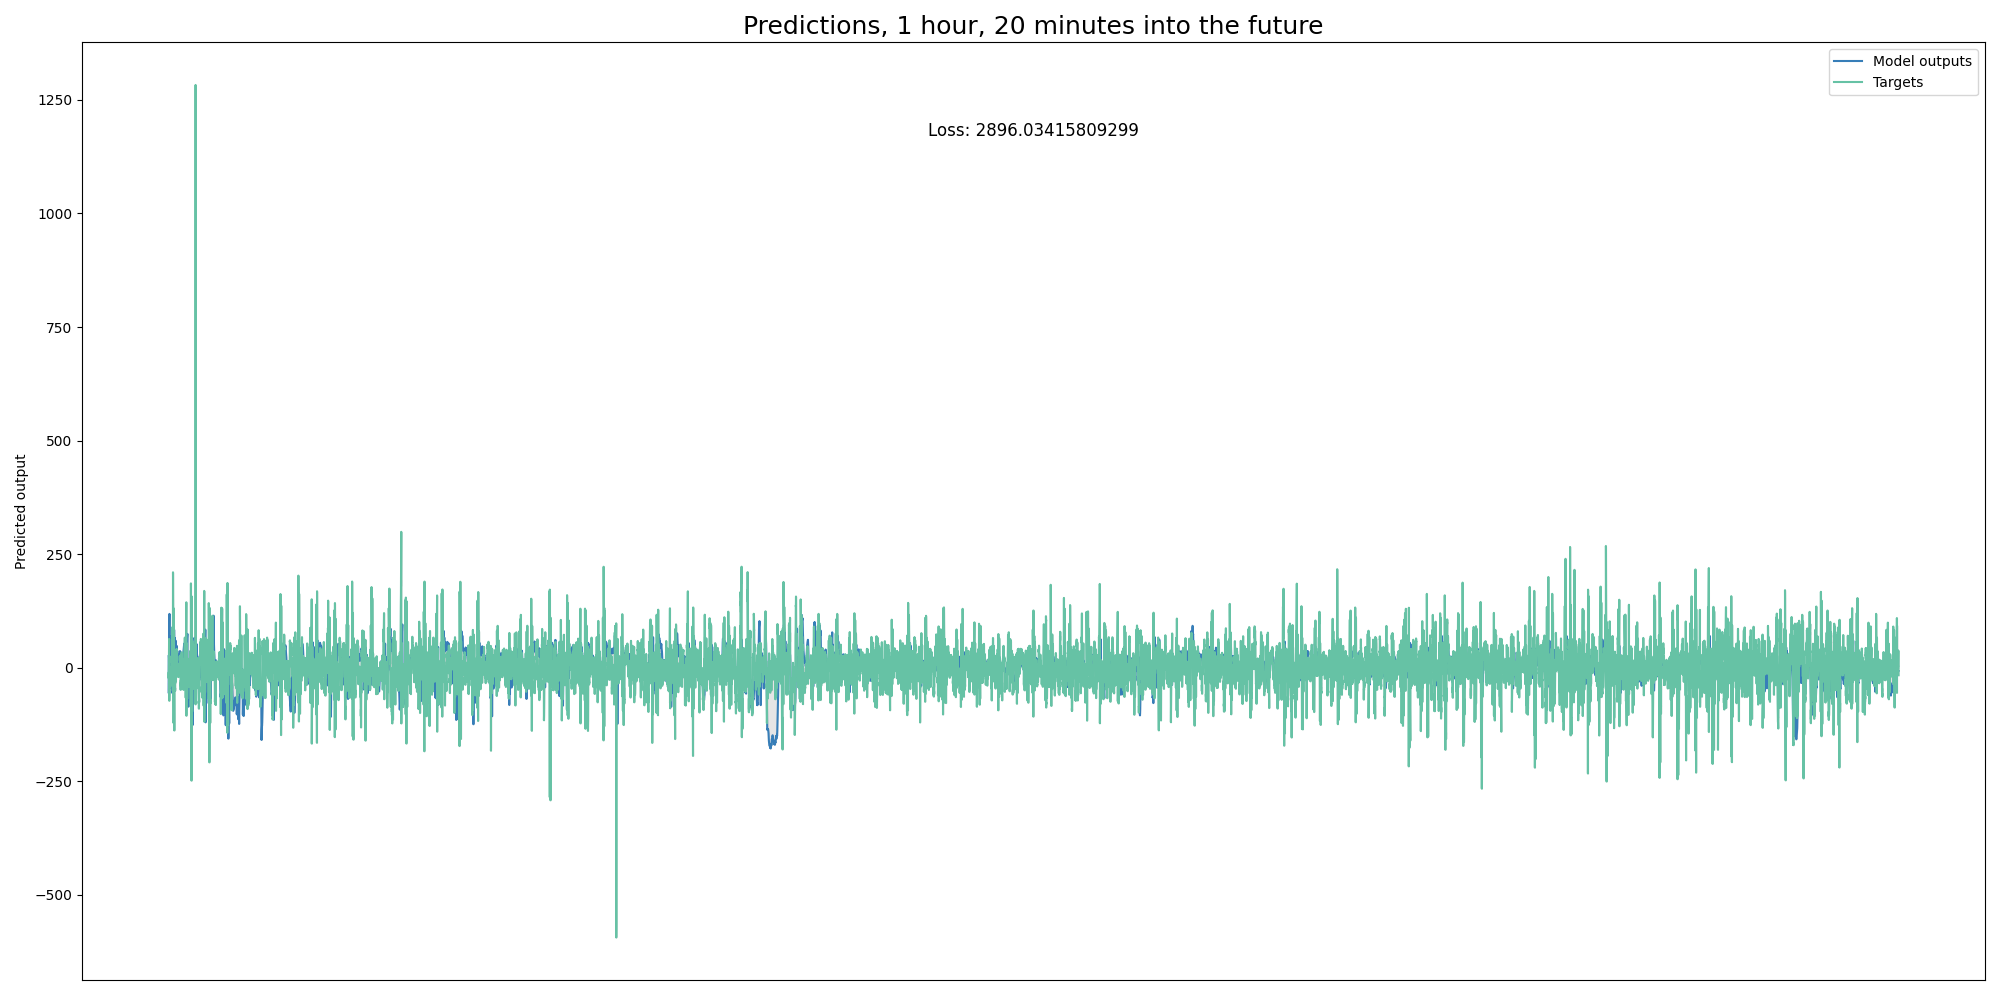 Predictions, 1 hour, 20 minutes into the future
Model outputs
Targets
Loss: 2896.03415809299
Predicted output
1250
1000
750
500
250
0
−250
−500